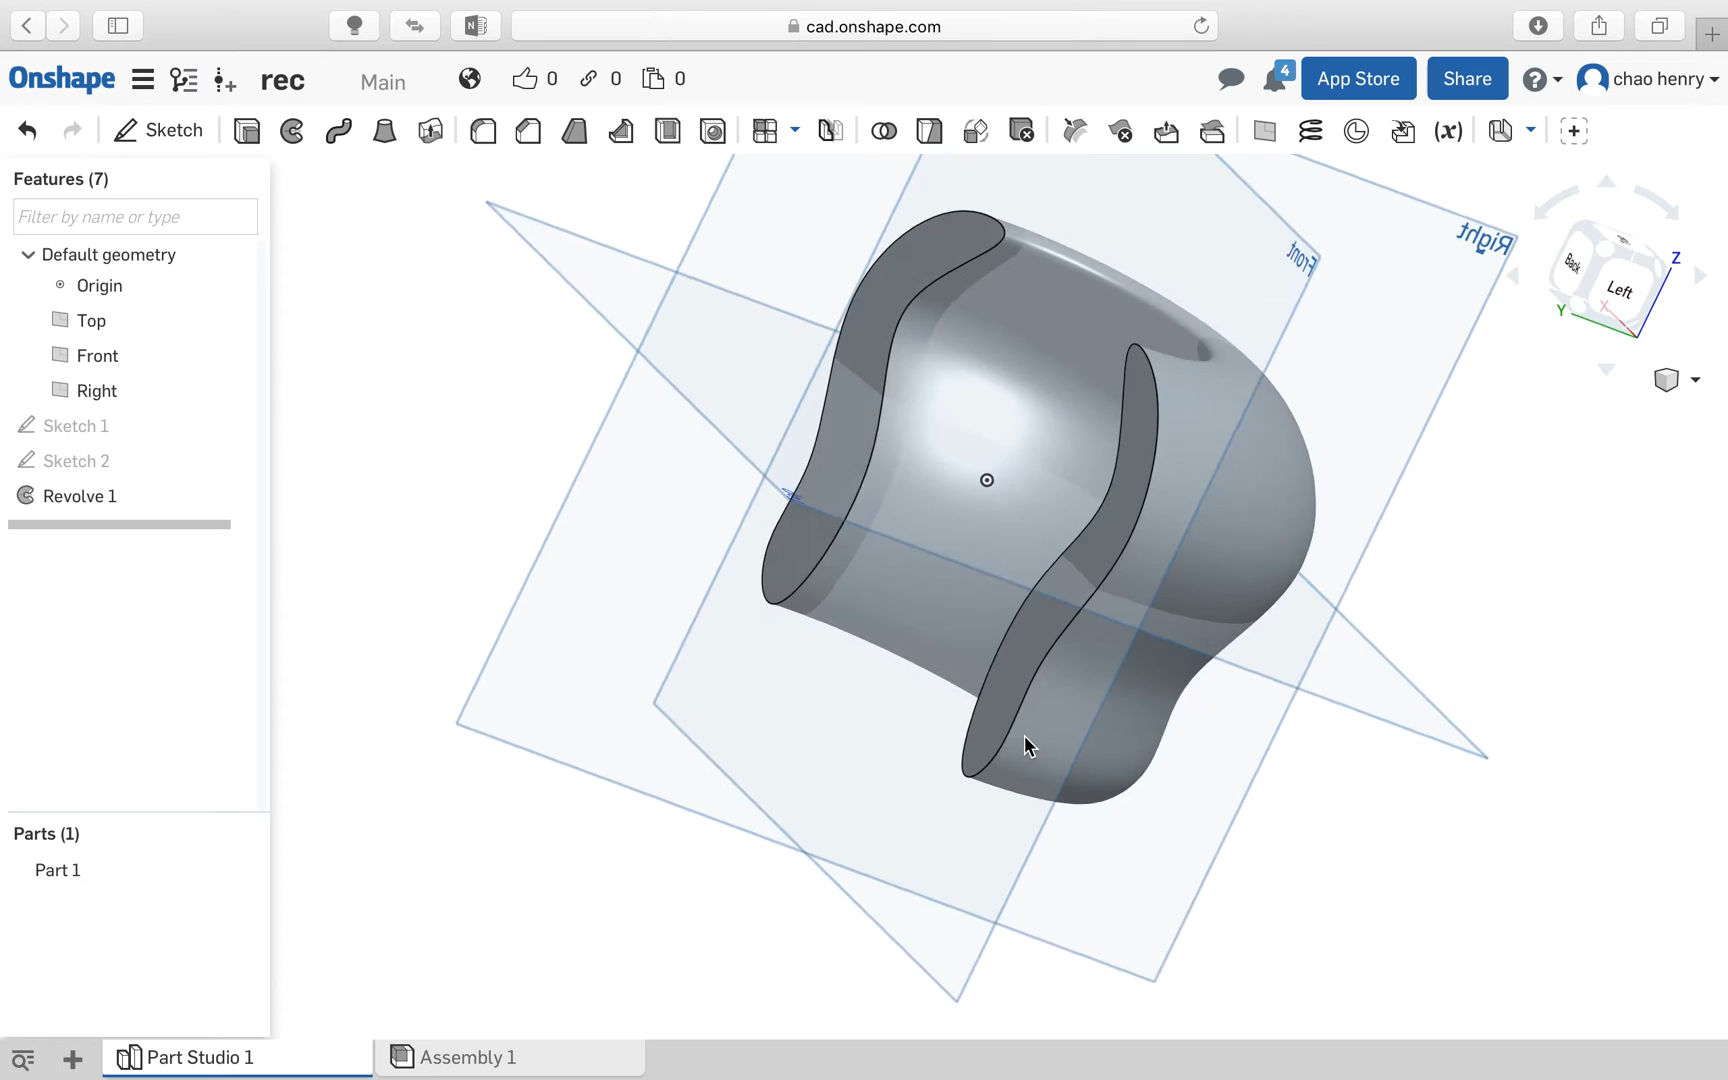 cad.onshape.com
Onshape rec Main 0 0 0 4 App Store Share ? chao henry
Sketch (x)
Features (7)
Filter by name or type
Default geometry
Origin
Top
Front
Right
Sketch 1
Sketch 2
Revolve 1
Parts (1)
Part 1
Front
Right
Back
Left
X
Y
Z
Part Studio 1
Assembly 1